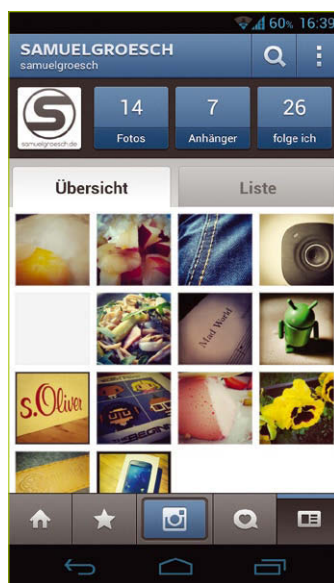 60% 16:39
SAMUELGROESCH
samuelgroesch
S
samuelgroesch.de
14
Fotos
7
Anhänger
26
folge ich
Übersicht
Liste
Mad World
s.Oliver